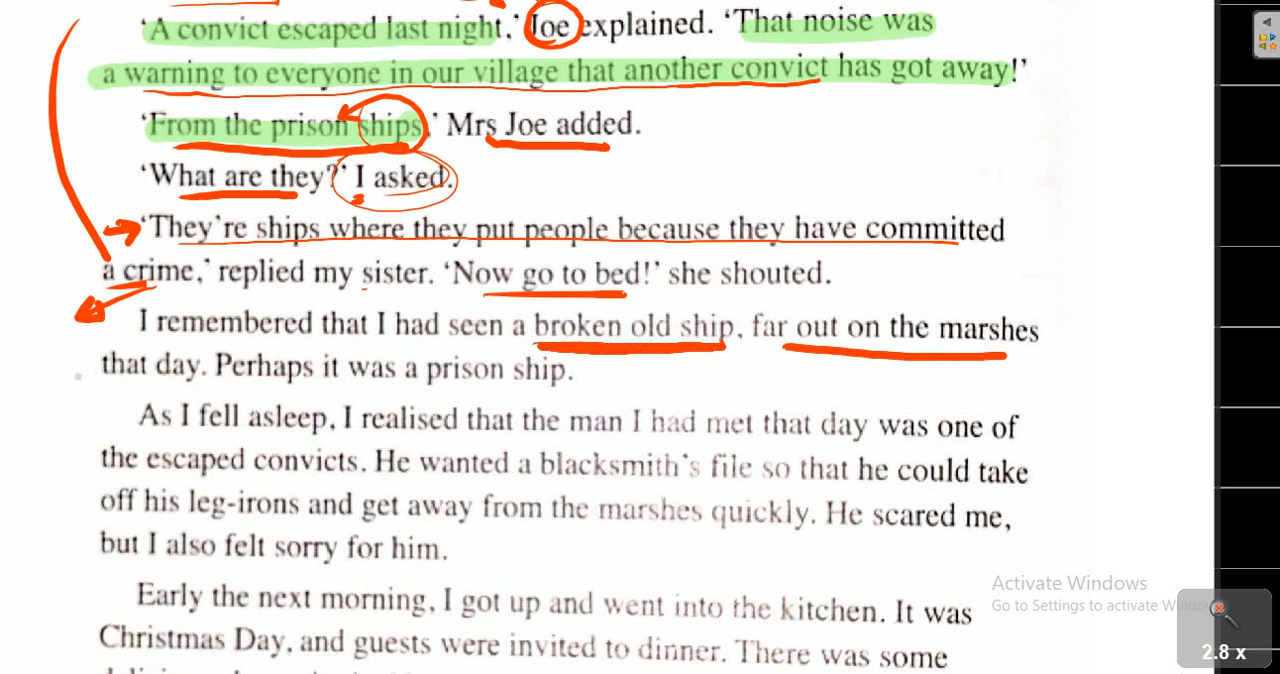 ‘A convict escaped last night,’ Joe explained. ‘That noise was
a warning to everyone in our village that another convict has got away!’
‘From the prison ships,’ Mrs Joe added.
‘What are they?’ I asked.
‘They’re ships where they put people because they have committed
a crime,’ replied my sister. ‘Now go to bed!’ she shouted.
I remembered that I had seen a broken old ship, far out on the marshes
that day. Perhaps it was a prison ship.
As I fell asleep, I realised that the man I had met that day was one of
the escaped convicts. He wanted a blacksmith’s file so that he could take
off his leg-irons and get away from the marshes quickly. He scared me,
but I also felt sorry for him.
Early the next morning, I got up and went into the kitchen. It was
Christmas Day, and guests were invited to dinner. There was some
Activate Windows
Go to Settings to activate
2.8 x